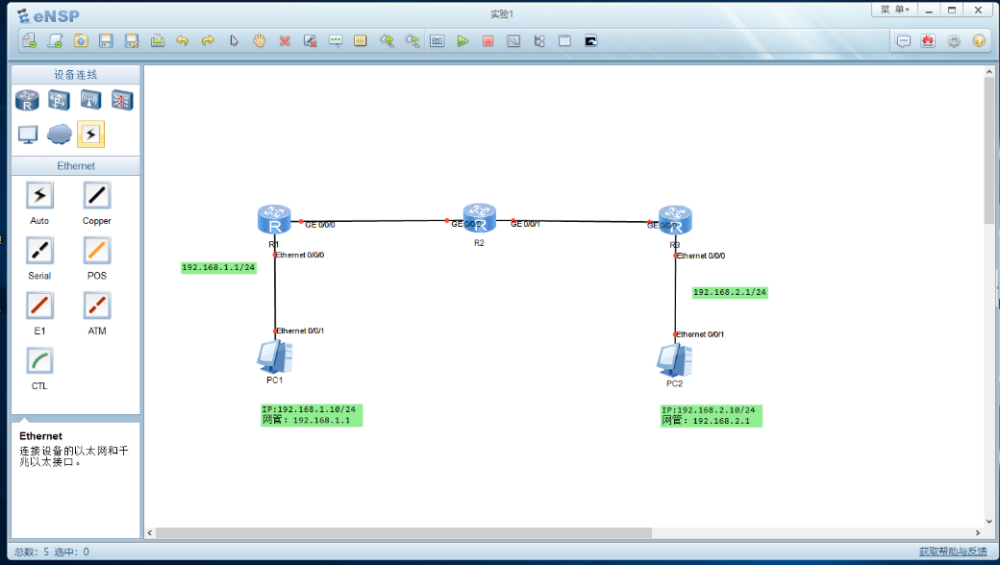 eNSP
实验1
菜 单
设备连线
Ethernet
Auto
Copper
Serial
POS
E1
ATM
CTL
Ethernet
连接设备的以太网和千
兆以太接口。
R
R1
GE 0/0/0
Ethernet 0/0/0
192.168.1.1/24
Ethernet 0/0/1
PC1
IP:192.168.1.10/24
网管：192.168.1.1
GE 0/0/0
R
R2
GE 0/0/1
GE 0/0/0
R
R3
Ethernet 0/0/0
192.168.2.1/24
Ethernet 0/0/1
PC2
IP:192.168.2.10/24
网管：192.168.2.1
总数：5 选中：0
获取帮助与反馈